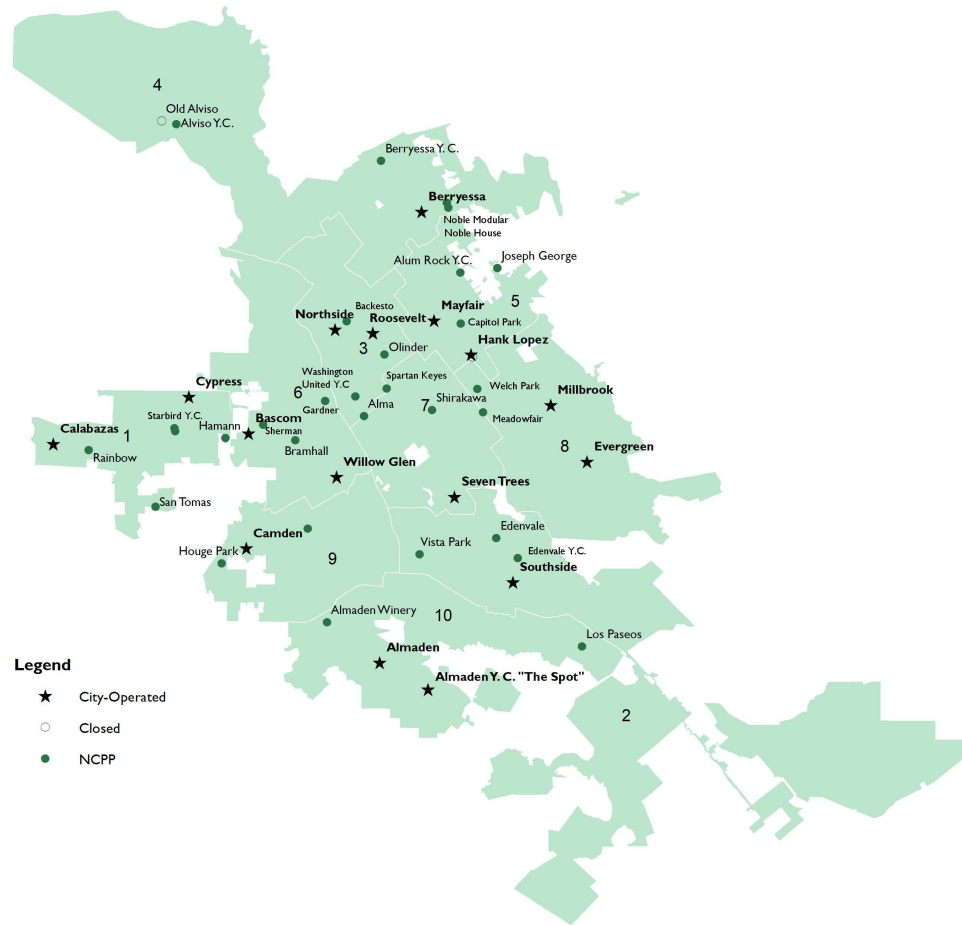 4
Old Alviso
Alviso Y.C.
Berryessa Y. C.
Berryessa
Noble Modular
Noble House
Alum Rock Y.C.
Joseph George
5
Backesto
Northside
Roosevelt
Mayfair
Capitol Park
3
Hank Lopez
Olinder
Washington
United Y.C
Spartan Keyes
Cypress
6
7
Welch Park
Millbrook
Gardner
Alma
Shirakawa
Meadowfair
Starbird Y.C.
Hamann
Bascom
Sherman
Calabazas
1
Rainbow
Bramhall
8
Evergreen
Willow Glen
Seven Trees
San Tomas
Camden
Edenvale
Vista Park
Edenvale Y.C.
Houge Park
9
Southside
Almaden Winery
10
Los Paseos
Almaden
Almaden Y. C. "The Spot"
2
Legend
City-Operated
Closed
NCPP